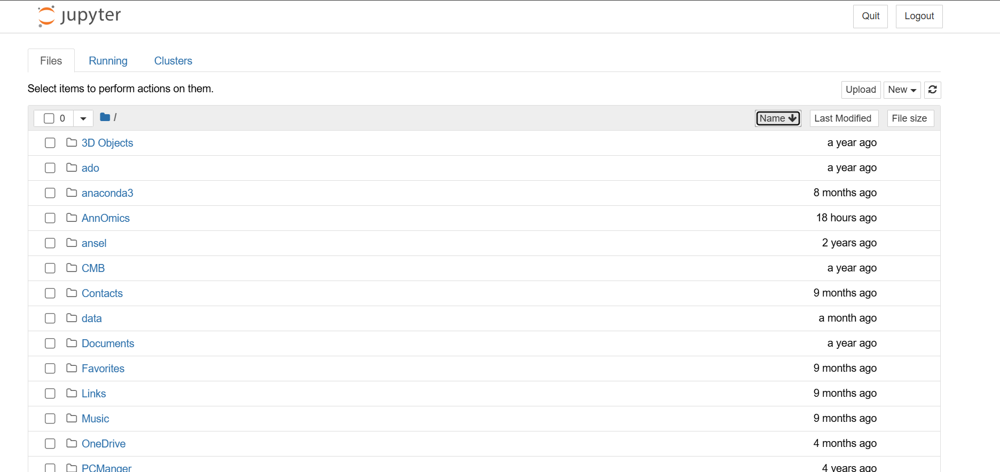 jupyter
Quit Logout
Files Running Clusters
Select items to perform actions on them.
Upload New
0 / Name Last Modified File size
3D Objects a year ago
ado a year ago
anaconda3 8 months ago
AnnOmics 18 hours ago
ansel 2 years ago
CMB a year ago
Contacts 9 months ago
data a month ago
Documents a year ago
Favorites 9 months ago
Links 9 months ago
Music 9 months ago
OneDrive 4 months ago
PCManger 4 years ago